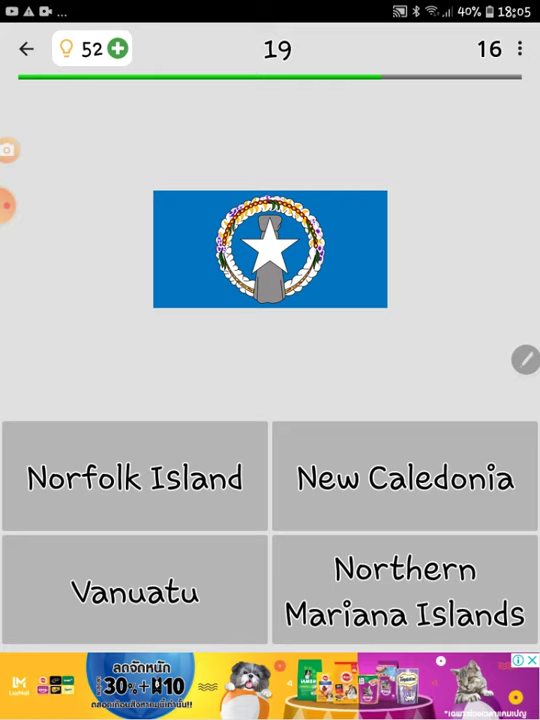 ... 40% 18:05
52 19 16
Norfolk Island
New Caledonia
Vanuatu
Northern
Mariana Islands
ลดจัดหนัก
30%+฿10
LazMall